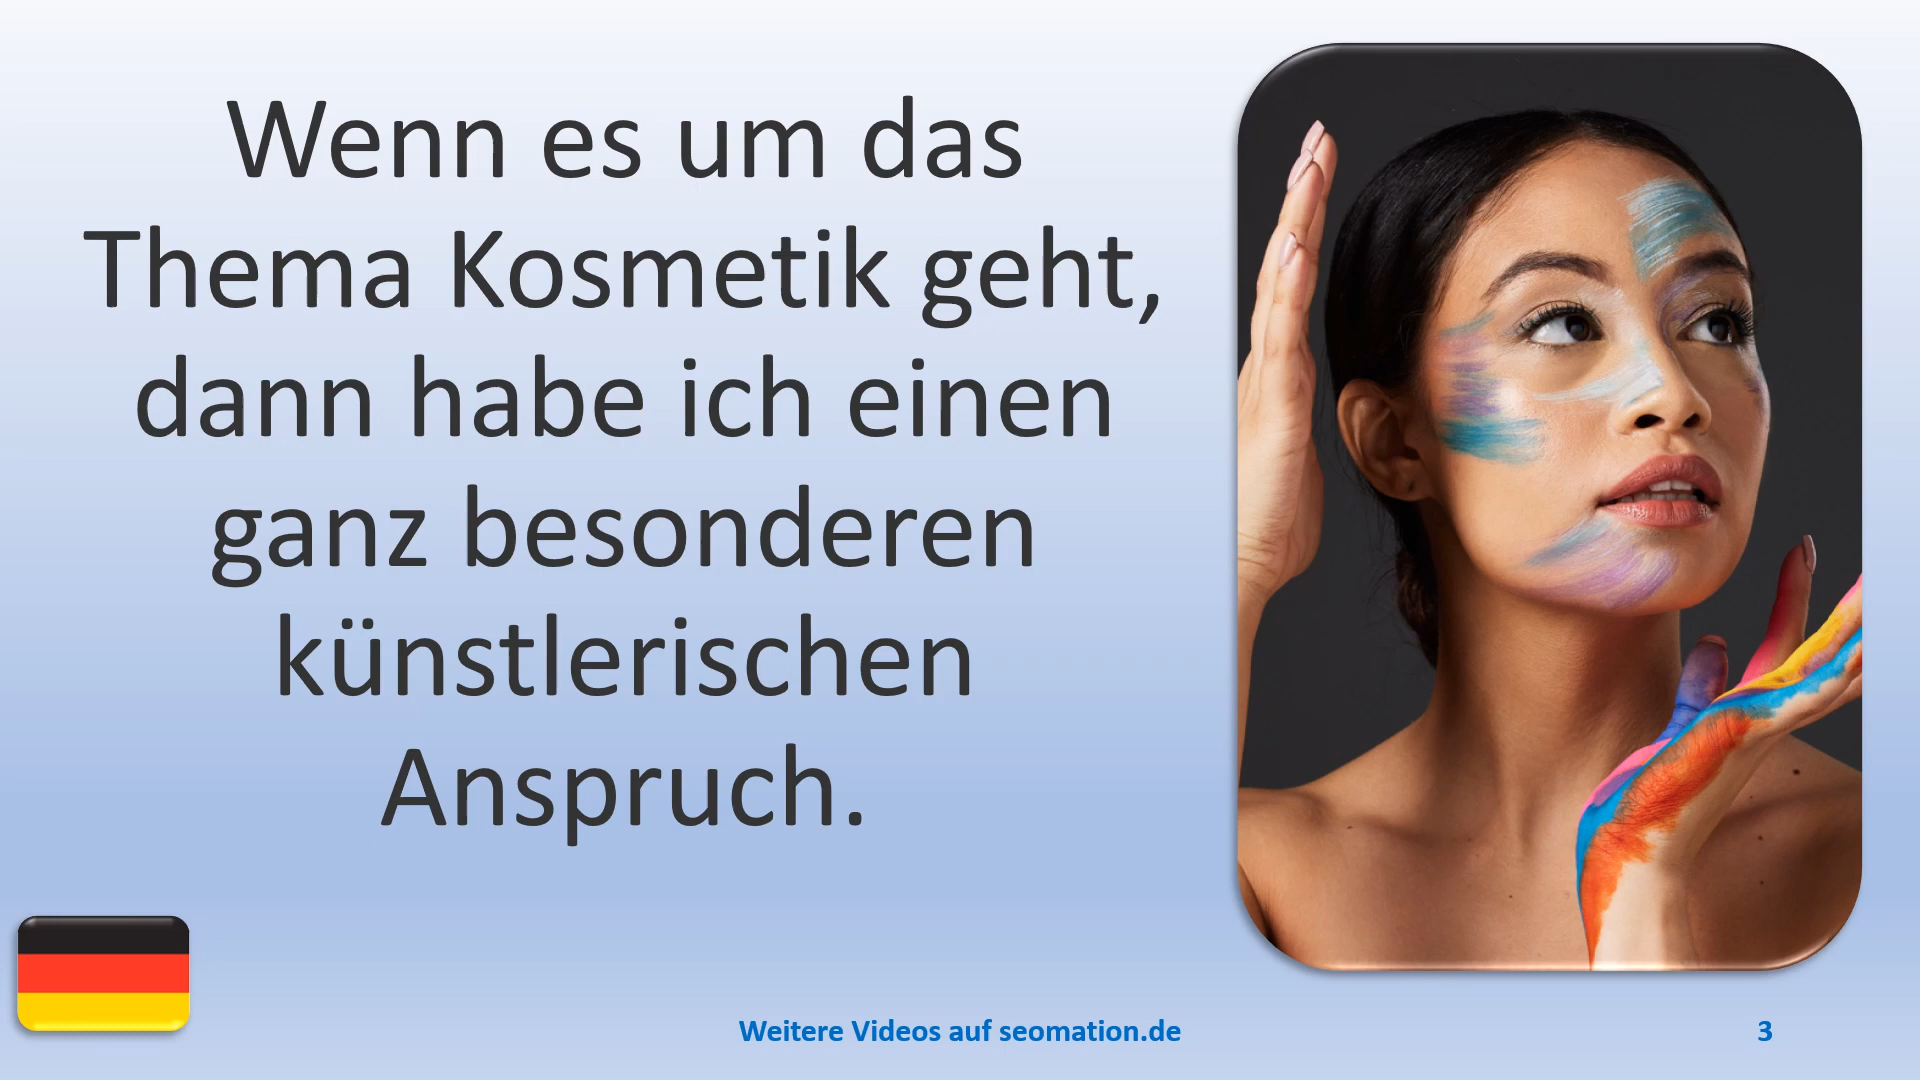 Wenn es um das
Thema Kosmetik geht,
dann habe ich einen
ganz besonderen
künstlerischen
Anspruch.
Weitere Videos auf seomation.de
3